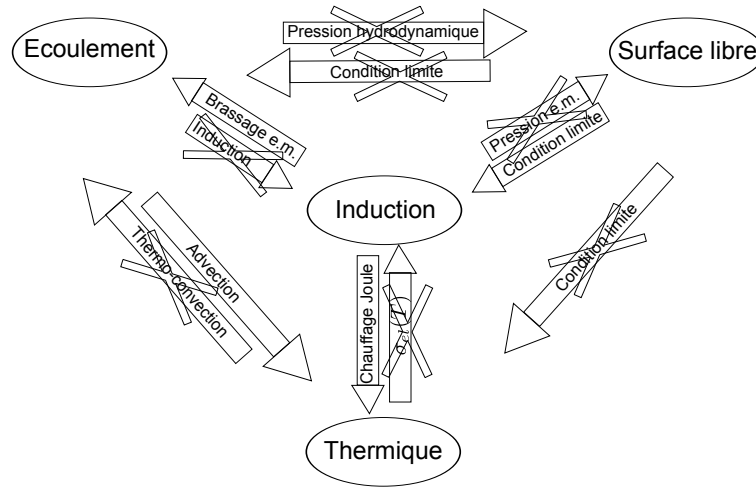 Pression hydrodynamique
Ecoulement
Surface libre
Condition limite
Brassage e.m.
Induction
Pression e.m.
Condition limite
Induction
Condition limite
Advection
Thermo-convection
Chauffage Joule
σel(T)
Thermique